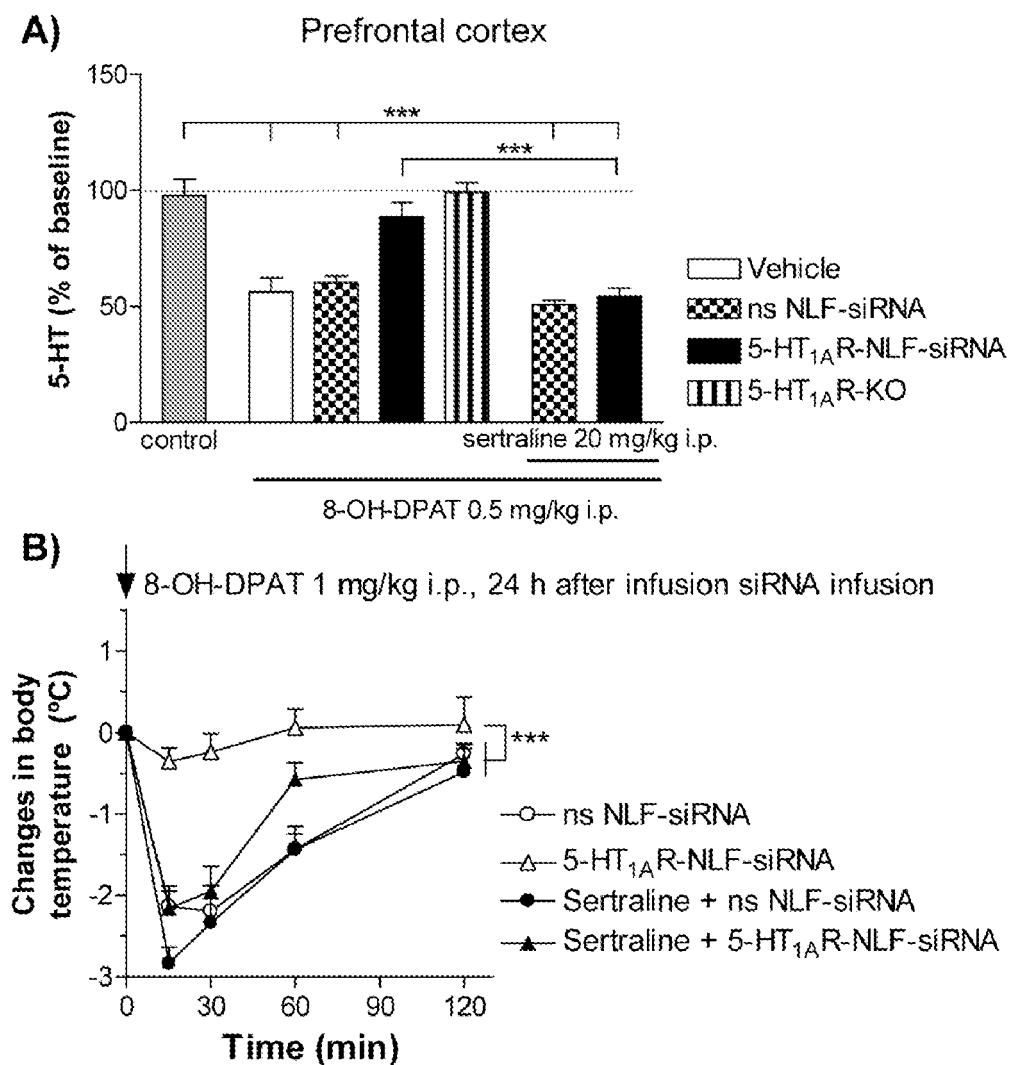 A)
Prefrontal cortex
5-HT (% of baseline)
150
100
50
0
***
***
control
sertraline 20 mg/kg i.p.
8-OH-DPAT 0.5 mg/kg i.p.
Vehicle
ns NLF-siRNA
5-HT1AR-NLF-siRNA
5-HT1AR-KO
B)
8-OH-DPAT 1 mg/kg i.p., 24 h after infusion siRNA infusion
Changes in body
temperature (ºC)
1
0
-1
-2
-3
***
0 30 60 90 120
Time (min)
ns NLF-siRNA
5-HT1AR-NLF-siRNA
Sertraline + ns NLF-siRNA
Sertraline + 5-HT1AR-NLF-siRNA